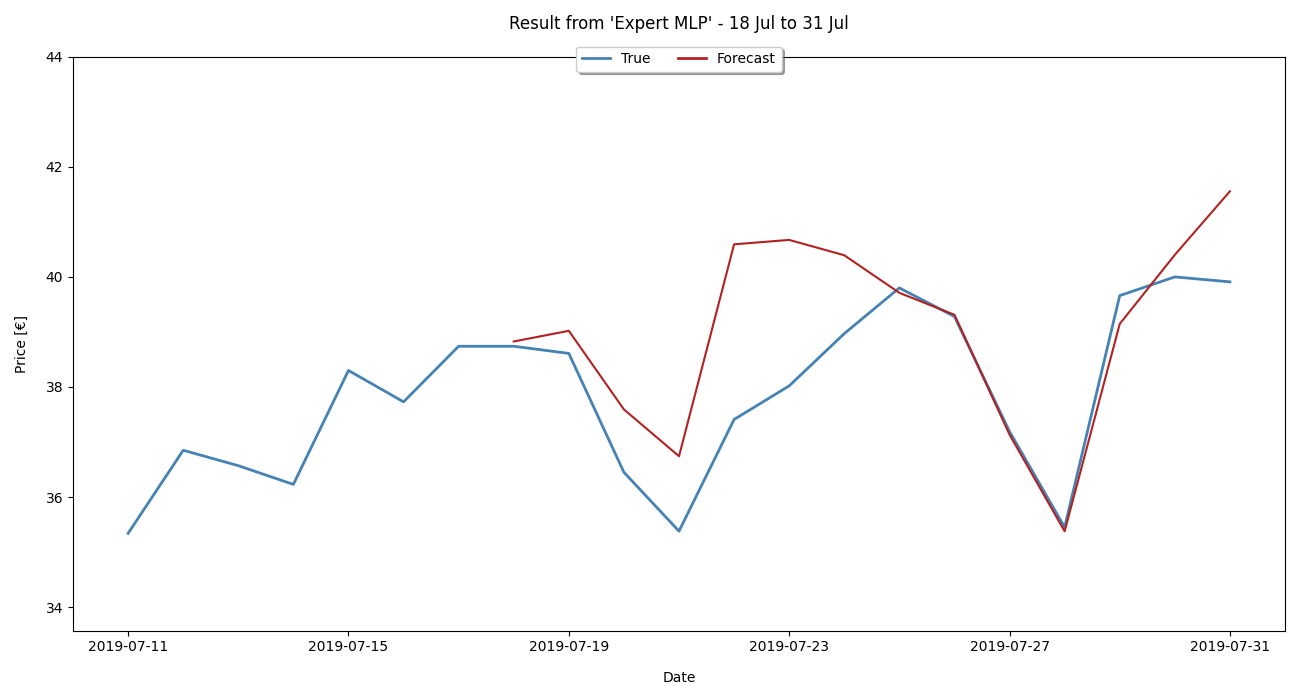 Result from 'Expert MLP' - 18 Jul to 31 Jul
True Forecast
44
42
40
38
36
34
Price [€]
2019-07-11 2019-07-15 2019-07-19 2019-07-23 2019-07-27 2019-07-31
Date